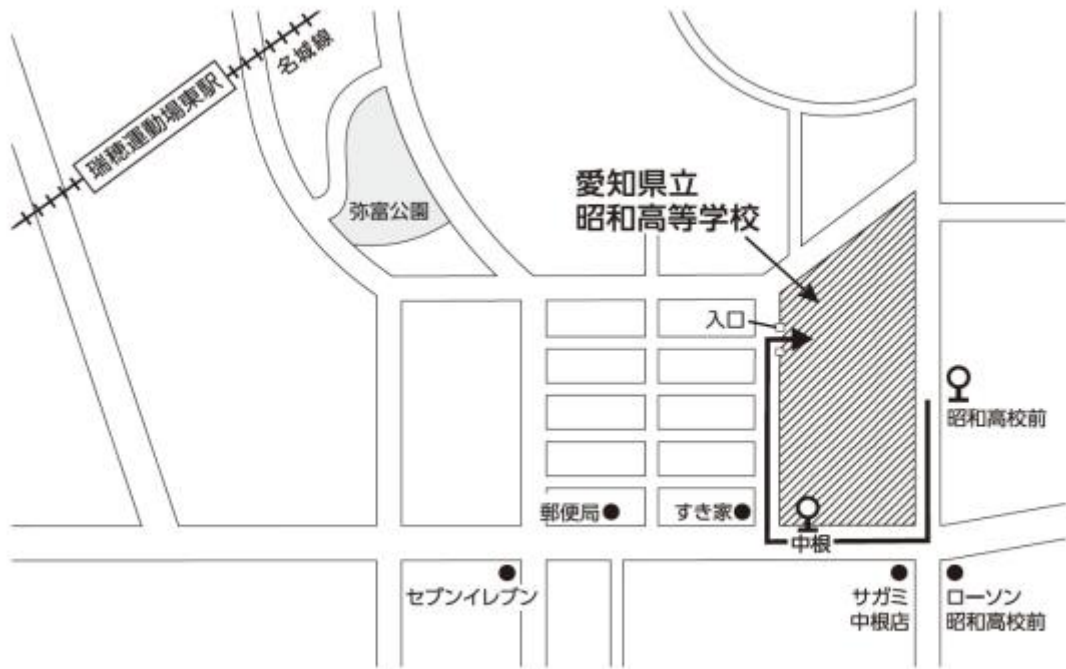 名城線
瑞穂運動場東駅
愛知県立
昭和高等学校
弥富公園
入口
昭和高校前
郵便局
すき家
中根
セブンイレブン
サガミ
中根店
ローソン
昭和高校前